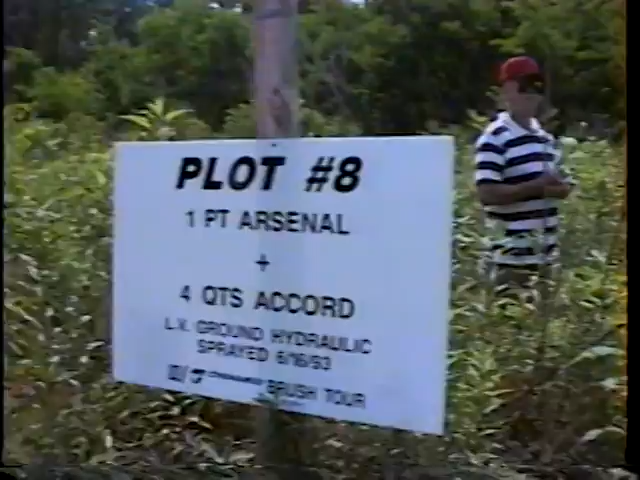 PLOT #8
1 PT ARSENAL
+
4 QTS ACCORD
L.V. GROUND HYDRAULIC
SPRAYED 6/16/93
BRUSH TOUR